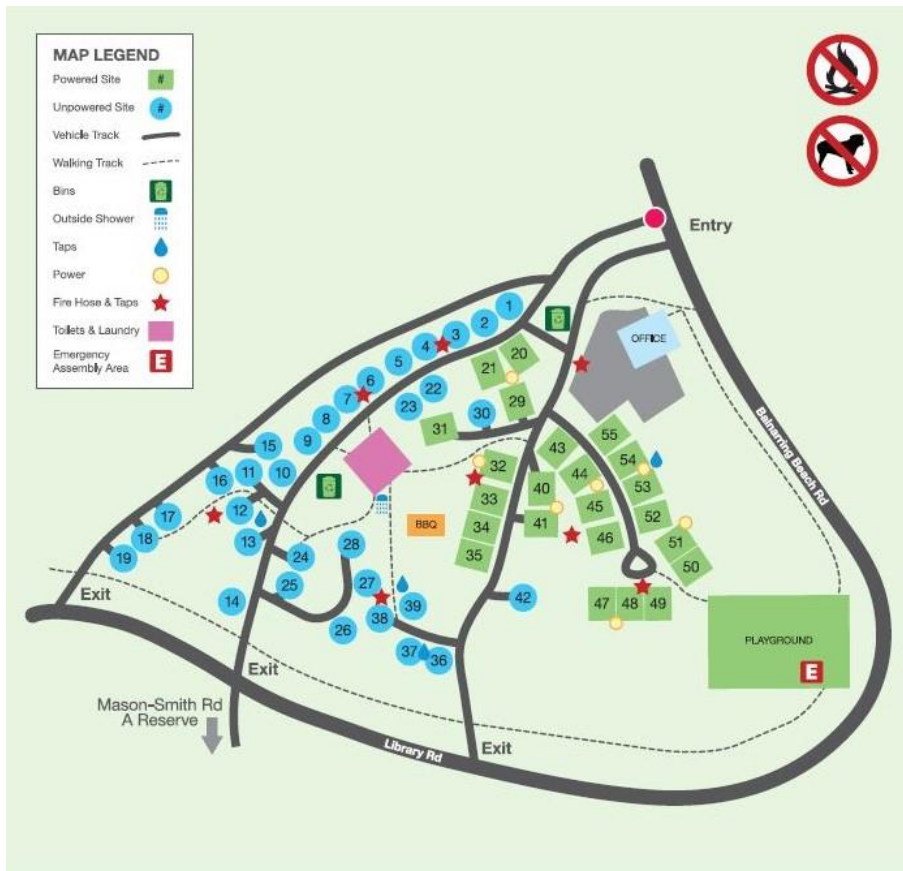 MAP LEGEND
Powered Site #
Unpowered Site #
Vehicle Track
Walking Track
Bins
Outside Shower
Taps
Power
Fire Hose & Taps
Toilets & Laundry
Emergency
Assembly Area E
Entry
OFFICE
Balnarring Beach Rd
1
2
3
4
5
6
7
8
9
10
11
12
13
14
15
16
17
18
19
20
21
22
23
24
25
26
27
28
29
30
31
32
33
34
35
36
37
38
39
40
41
42
43
44
45
46
47
48
49
50
51
52
53
54
55
BBQ
PLAYGROUND
E
Exit
Exit
Exit
Mason-Smith Rd
A Reserve
Library Rd